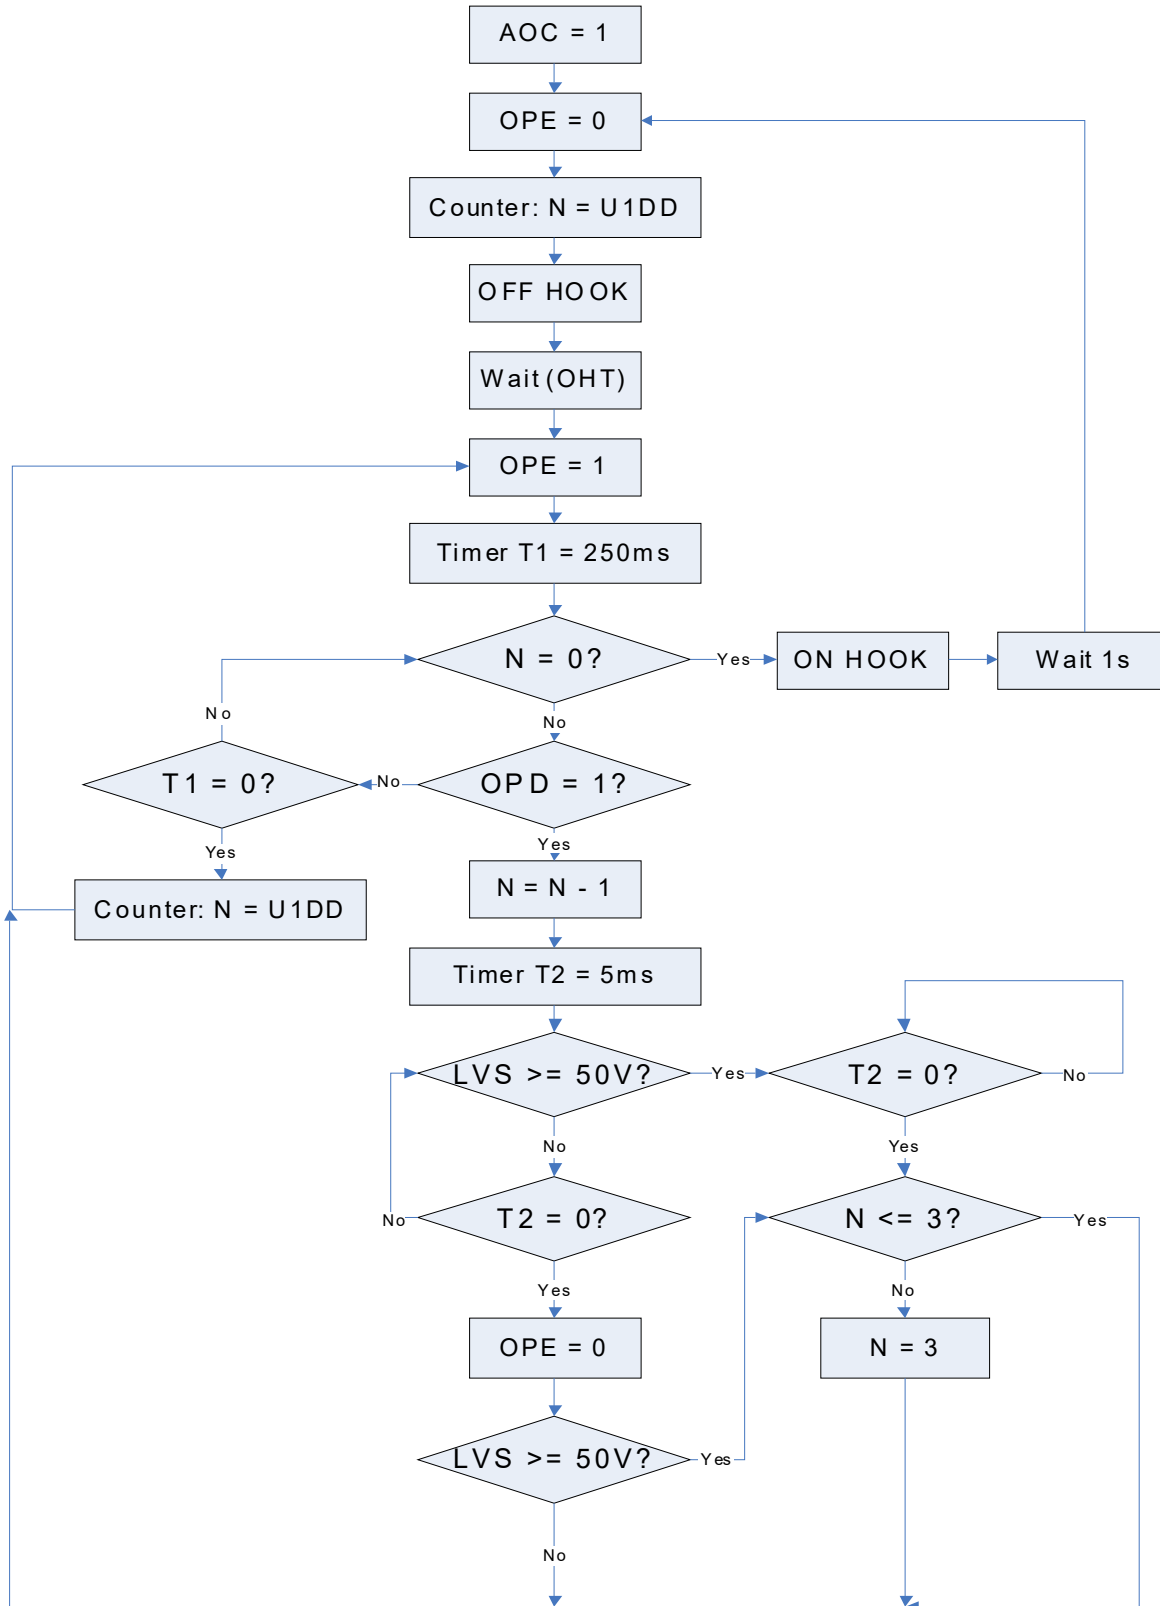 AOC = 1
OPE = 0
Counter: N = U1DD
OFF HOOK
Wait (OHT)
OPE = 1
Timer T1 = 250ms
N = 0?
Yes
ON HOOK
Wait 1s
No
No
T1 = 0?
No
OPD = 1?
Yes
Yes
Counter: N = U1DD
N = N - 1
Timer T2 = 5ms
LVS >= 50V?
Yes
T2 = 0?
No
No
Yes
No
T2 = 0?
N <= 3?
Yes
Yes
No
OPE = 0
N = 3
LVS >= 50V?
Yes
No